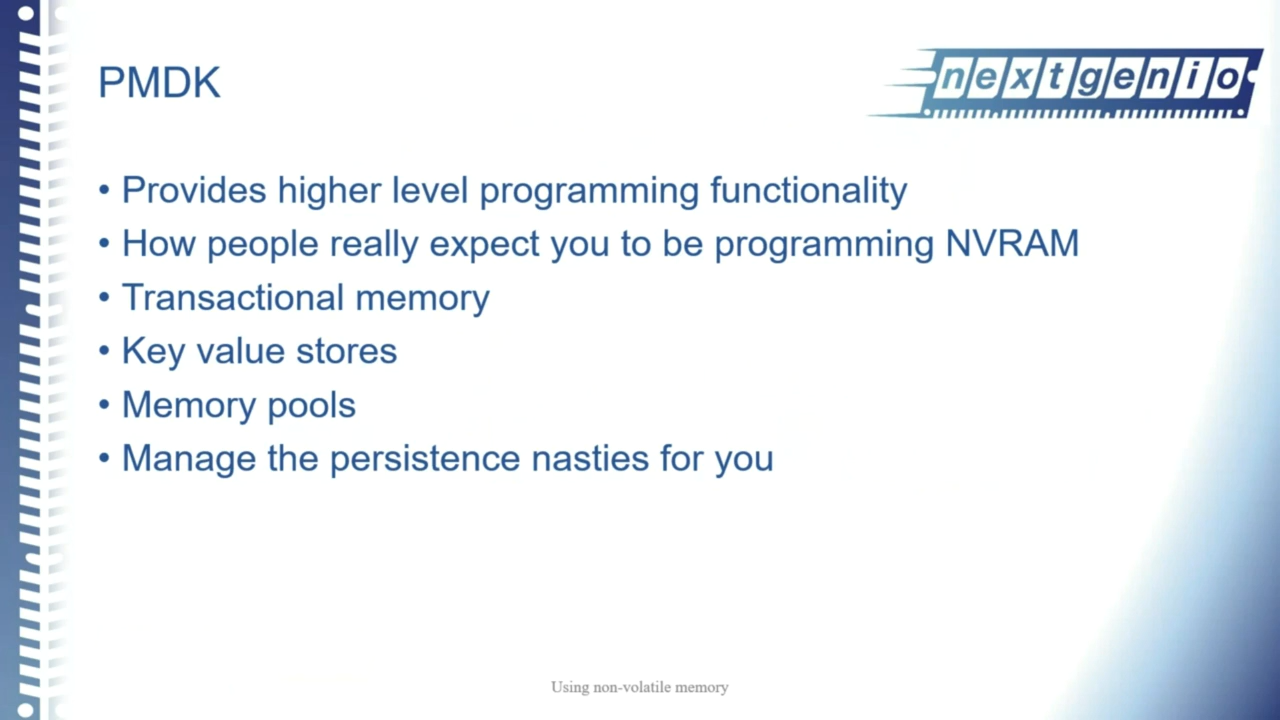 PMDK
nextgenio
• Provides higher level programming functionality
• How people really expect you to be programming NVRAM
• Transactional memory
• Key value stores
• Memory pools
• Manage the persistence nasties for you
Using non-volatile memory